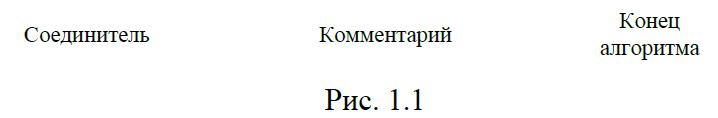 Соединитель
Комментарий
Конец
алгоритма
Рис. 1.1